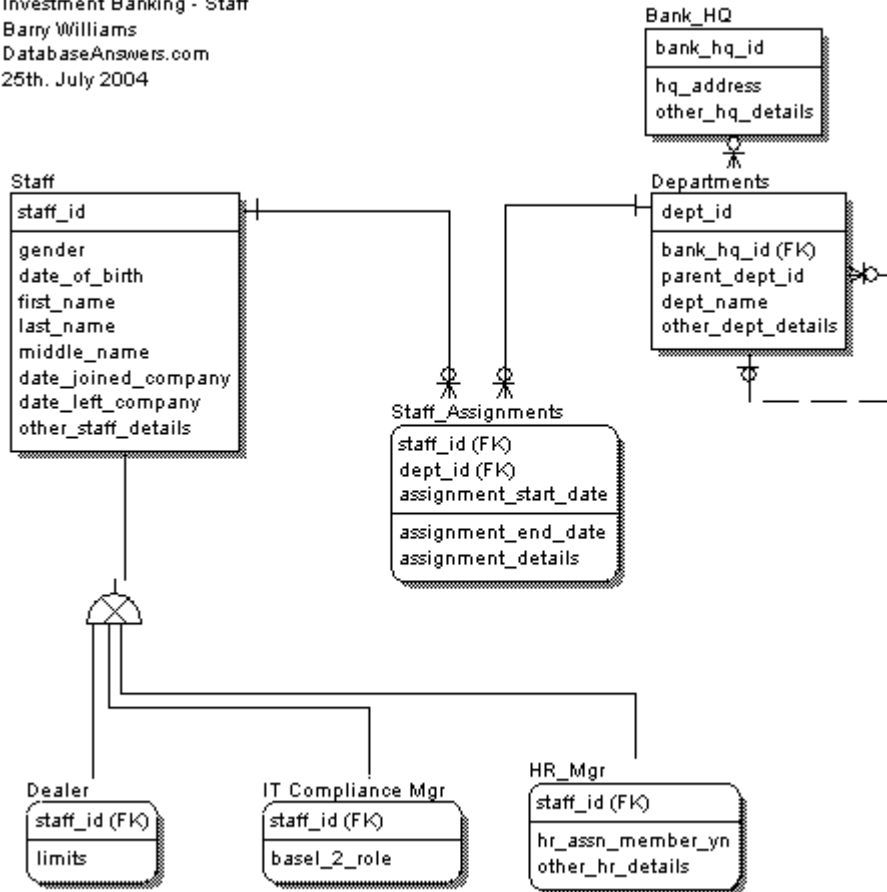 Investment Banking - Staff
Barry Williams
DatabaseAnswers.com
25th. July 2004
Bank_HQ
bank_hq_id
hq_address
other_hq_details
Staff
staff_id
gender
date_of_birth
first_name
last_name
middle_name
date_joined_company
date_left_company
other_staff_details
Departments
dept_id
bank_hq_id (FK)
parent_dept_id
dept_name
other_dept_details
Staff_Assignments
staff_id (FK)
dept_id (FK)
assignment_start_date
assignment_end_date
assignment_details
Dealer
staff_id (FK)
limits
IT Compliance Mgr
staff_id (FK)
basel_2_role
HR_Mgr
staff_id (FK)
hr_assn_member_yn
other_hr_details